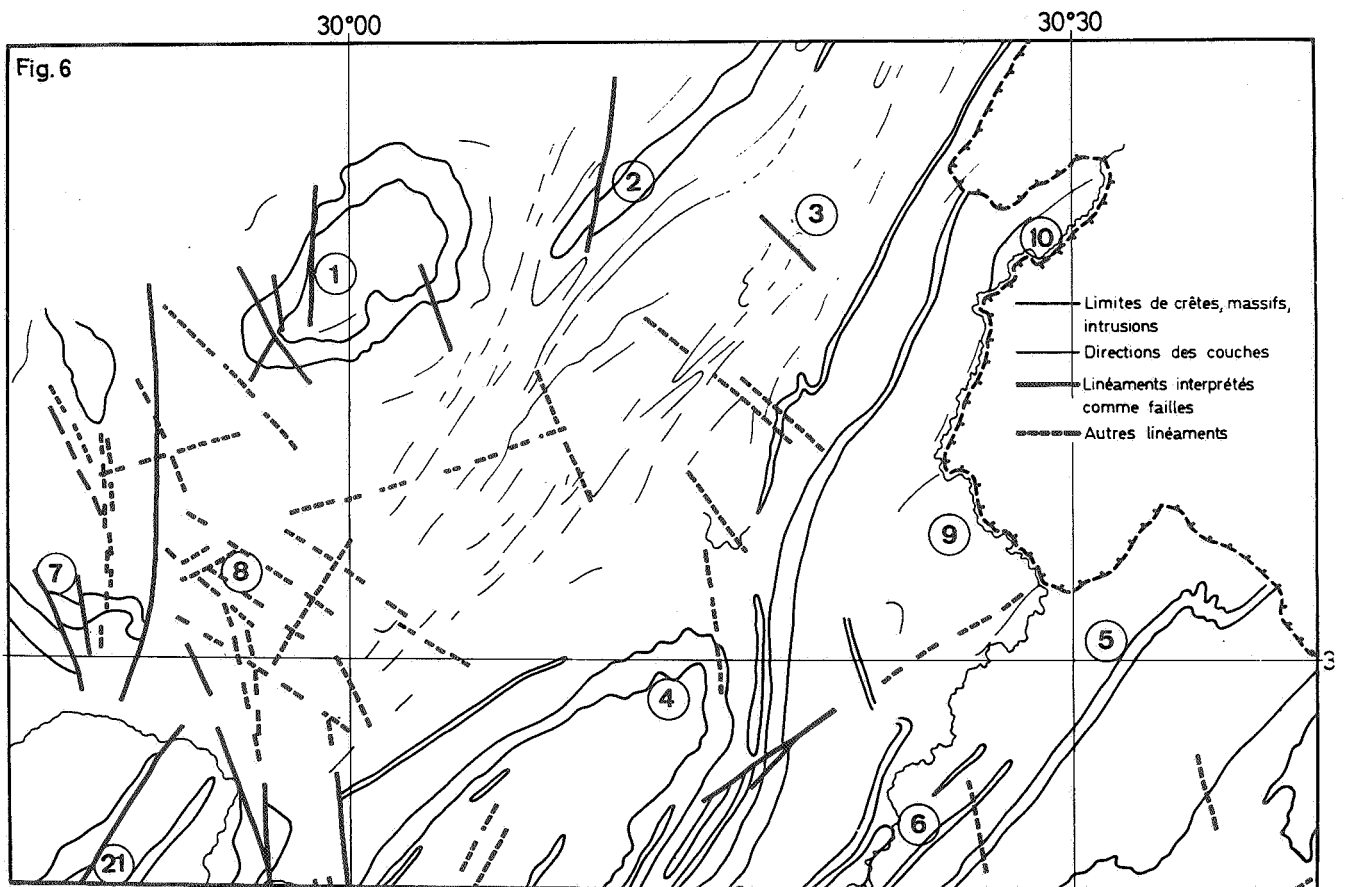 30°00
30°30
Fig. 6
2
3
10
1
Limites de crêtes, massifs,
intrusions
Directions des couches
Linéaments interprétés
comme failles
Autres linéaments
9
7
8
5
3
4
6
21